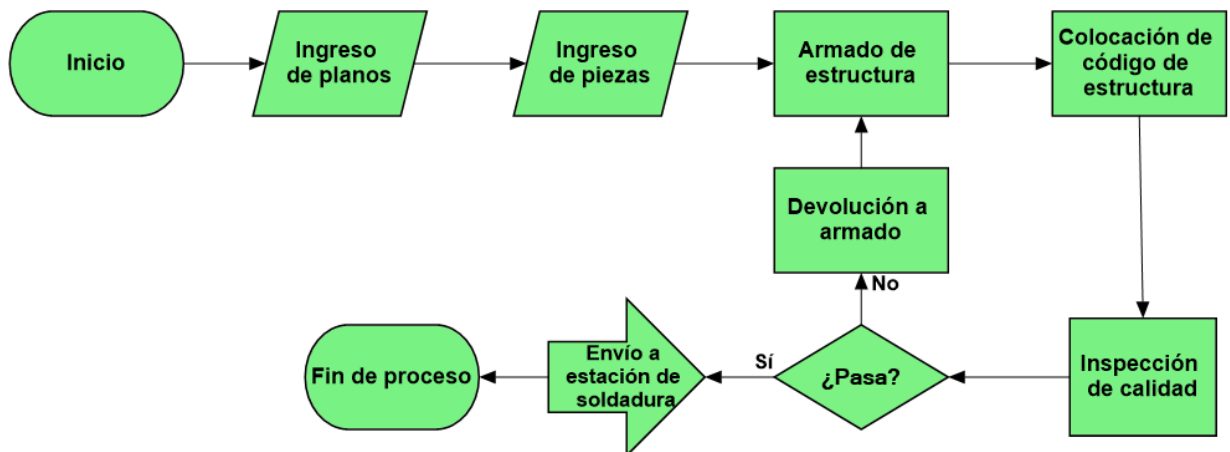 Inicio
Ingreso
de planos
Ingreso
de piezas
Armado de
estructura
Colocación de
código de
estructura
Devolución a
armado
No
Inspección
de calidad
¿Pasa?
Sí
Envío a
estación de
soldadura
Fin de proceso